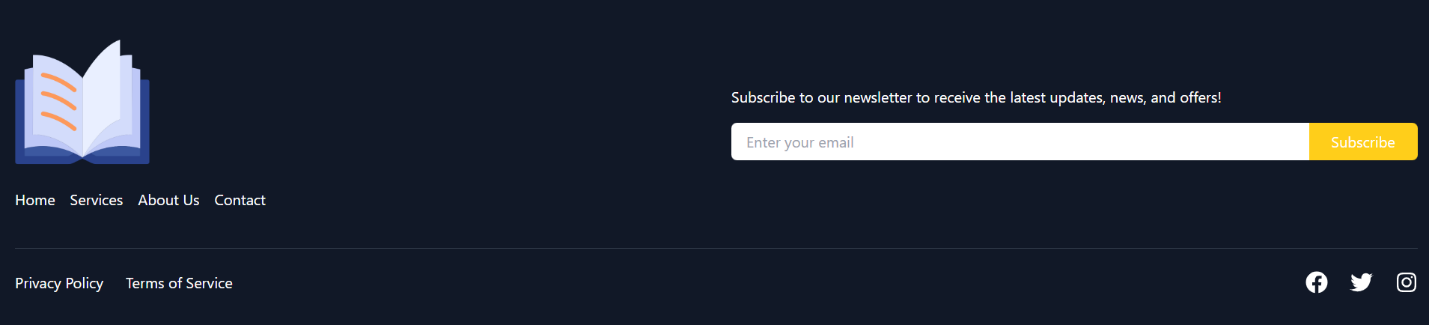 Subscribe to our newsletter to receive the latest updates, news, and offers!
Enter your email Subscribe
Home Services About Us Contact
Privacy Policy Terms of Service